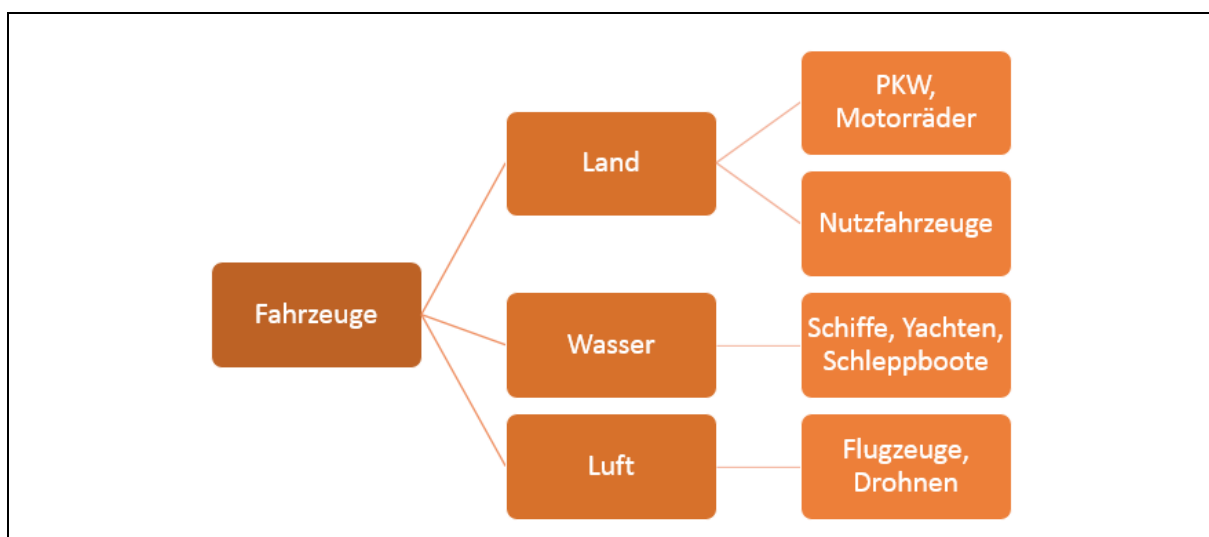 Fahrzeuge
Land
PKW,
Motorräder
Nutzfahrzeuge
Wasser
Schiffe, Yachten,
Schleppboote
Luft
Flugzeuge,
Drohnen